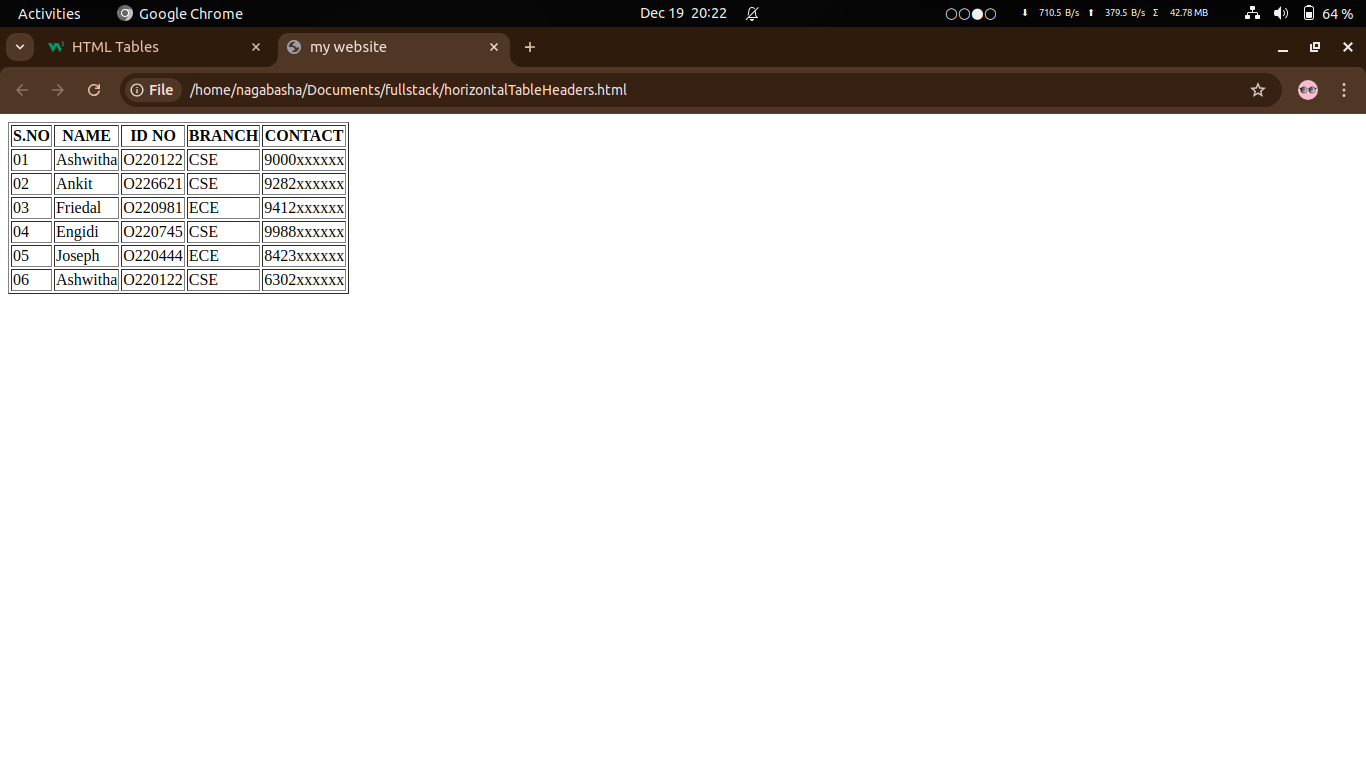 Activities Google Chrome Dec 19 20:22 710.5 B/s 379.5 B/s Σ 42.78 MB 64 %
HTML Tables my website
File /home/nagabasha/Documents/fullstack/horizontalTableHeaders.html
S.NO NAME ID NO BRANCH CONTACT
01 Ashwitha O220122 CSE 9000xxxxxx
02 Ankit O226621 CSE 9282xxxxxx
03 Friedal O220981 ECE 9412xxxxxx
04 Engidi O220745 CSE 9988xxxxxx
05 Joseph O220444 ECE 8423xxxxxx
06 Ashwitha O220122 CSE 6302xxxxxx